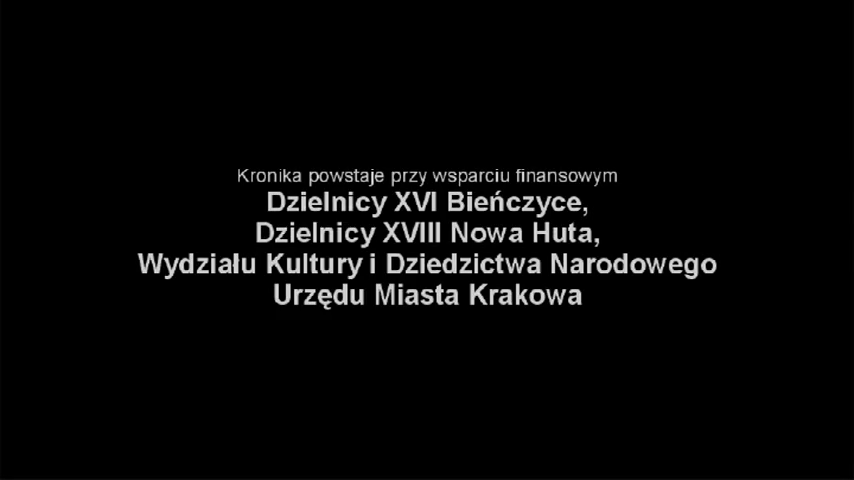 Kronika powstaje przy wsparciu finansowym
Dzielnicy XVI Bieńczyce,
Dzielnicy XVIII Nowa Huta,
Wydziału Kultury i Dziedzictwa Narodowego
Urzędu Miasta Krakowa